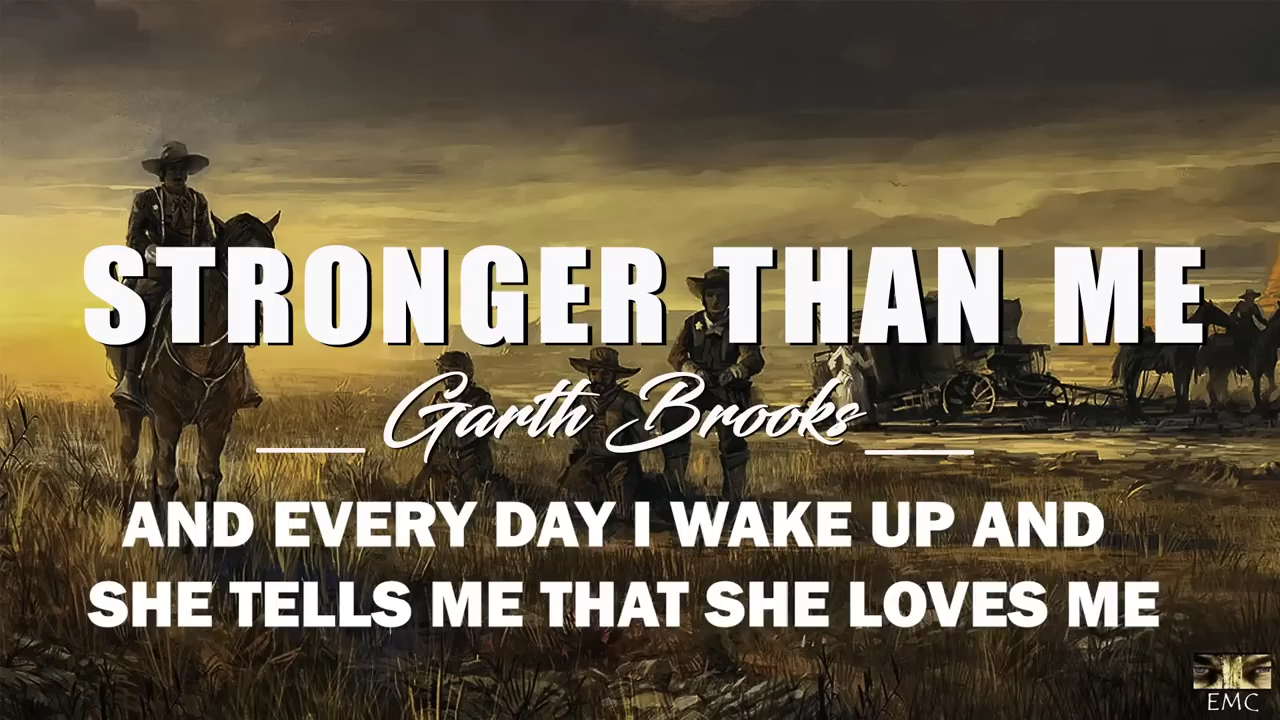 STRONGER THAN ME
Garth Brooks
AND EVERY DAY I WAKE UP AND
SHE TELLS ME THAT SHE LOVES ME
EMC